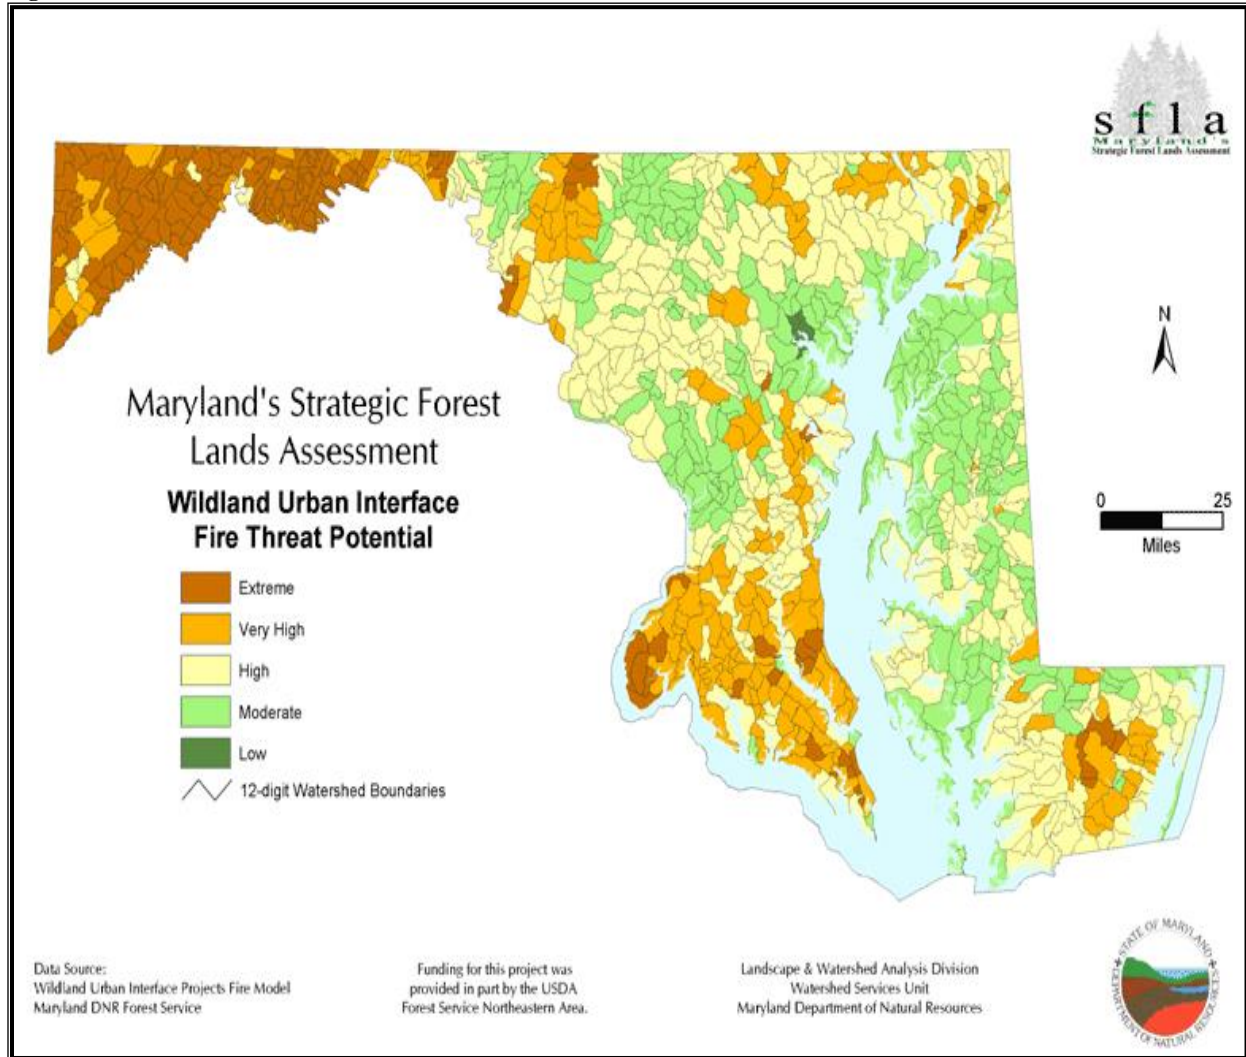 sfla
Maryland's
Strategic Forest Lands Assessment
N
0 25
Miles
Maryland's Strategic Forest
Lands Assessment
Wildland Urban Interface
Fire Threat Potential
Extreme
Very High
High
Moderate
Low
12-digit Watershed Boundaries
Data Source:
Wildland Urban Interface Projects Fire Model
Maryland DNR Forest Service
Funding for this project was
provided in part by the USDA
Forest Service Northeastern Area.
Landscape & Watershed Analysis Division
Watershed Services Unit
Maryland Department of Natural Resources
STATE OF MARYLAND
DEPARTMENT OF NATURAL RESOURCES